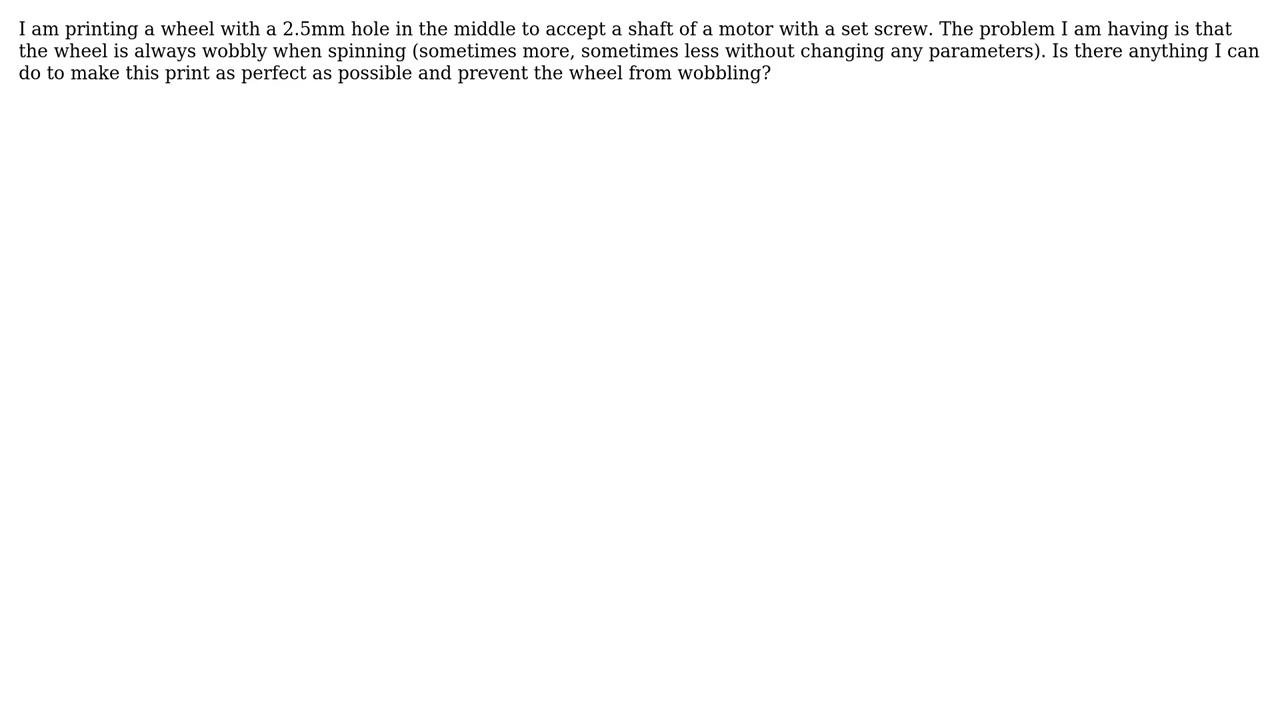 I am printing a wheel with a 2.5mm hole in the middle to accept a shaft of a motor with a set screw. The problem I am having is that
the wheel is always wobbly when spinning (sometimes more, sometimes less without changing any parameters). Is there anything I can
do to make this print as perfect as possible and prevent the wheel from wobbling?